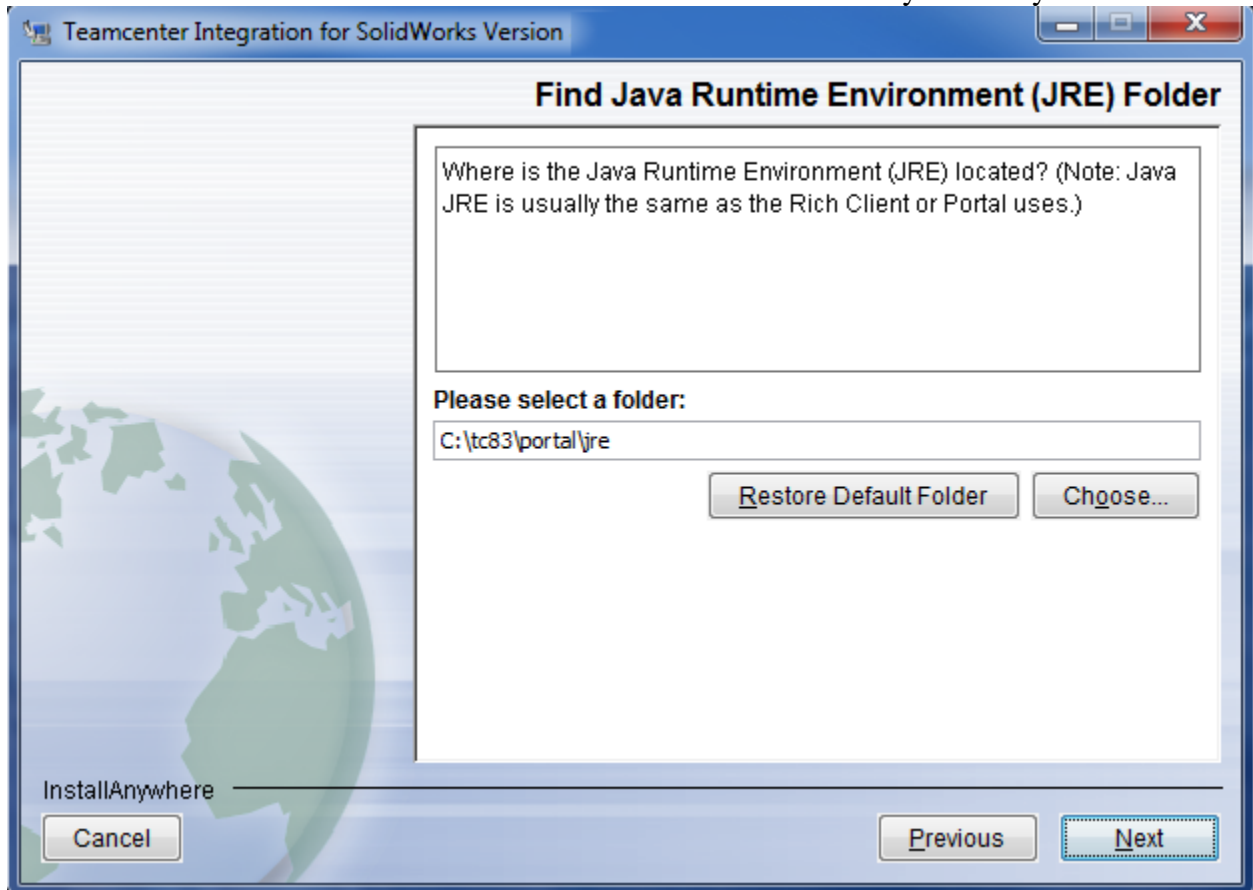 Teamcenter Integration for SolidWorks Version
Find Java Runtime Environment (JRE) Folder
Where is the Java Runtime Environment (JRE) located? (Note: Java
JRE is usually the same as the Rich Client or Portal uses.)
Please select a folder:
C:\tc83\portal\jre
Restore Default Folder Choose...
InstallAnywhere
Cancel Previous Next